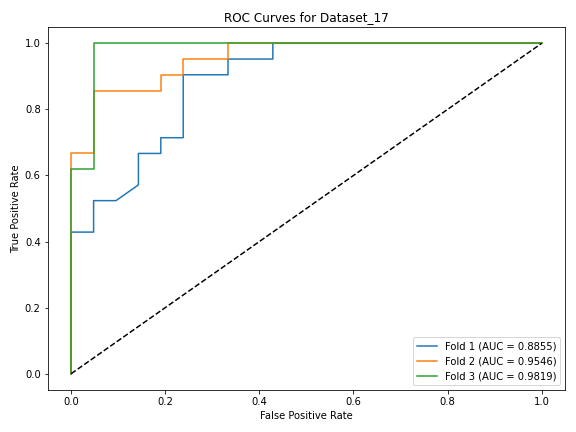 ROC Curves for Dataset_17
True Positive Rate
1.0
0.8
0.6
0.4
0.2
0.0
0.0 0.2 0.4 0.6 0.8 1.0
False Positive Rate
Fold 1 (AUC = 0.8855)
Fold 2 (AUC = 0.9546)
Fold 3 (AUC = 0.9819)